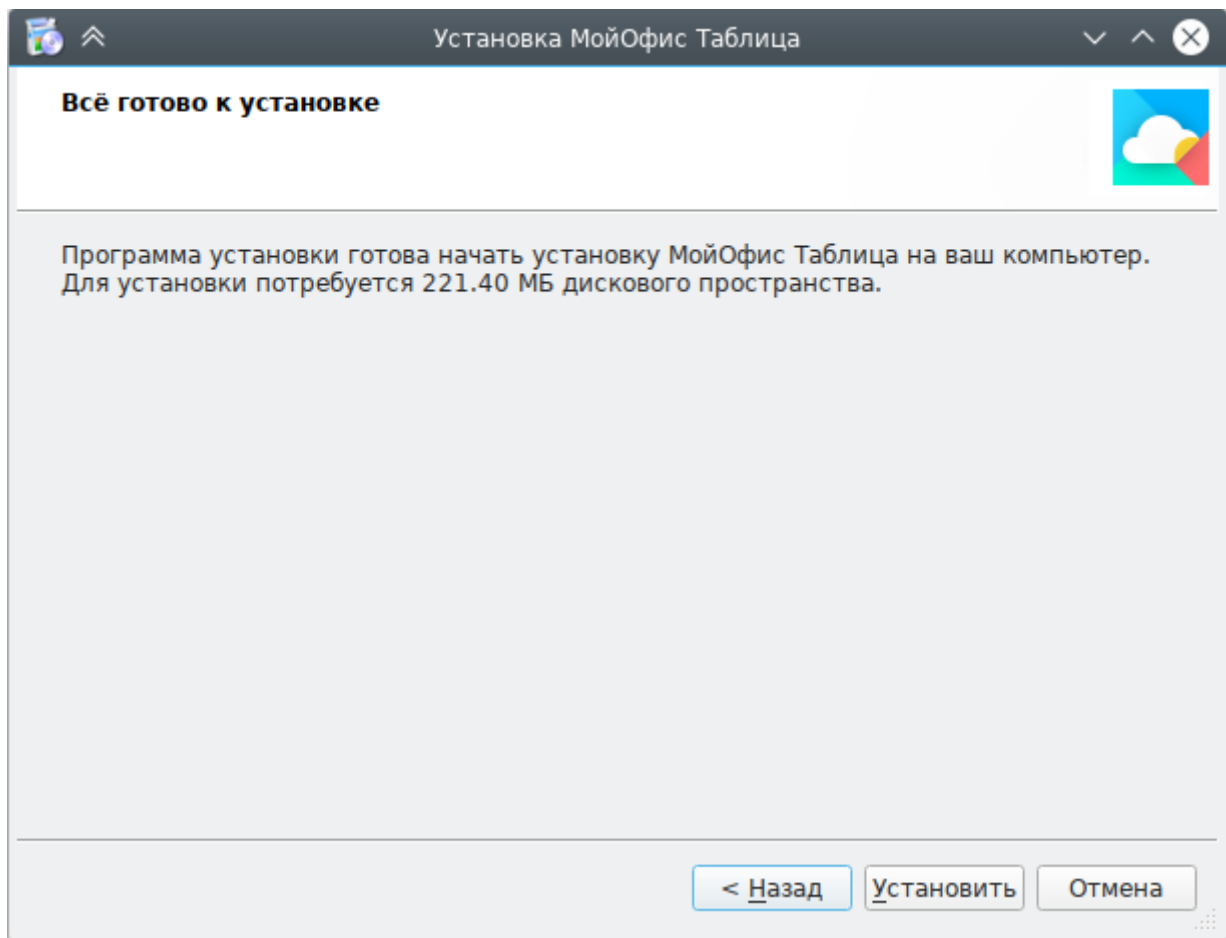 Установка МойОфис Таблица
Всё готово к установке
Программа установки готова начать установку МойОфис Таблица на ваш компьютер.
Для установки потребуется 221.40 МБ дискового пространства.
< Назад Установить Отмена